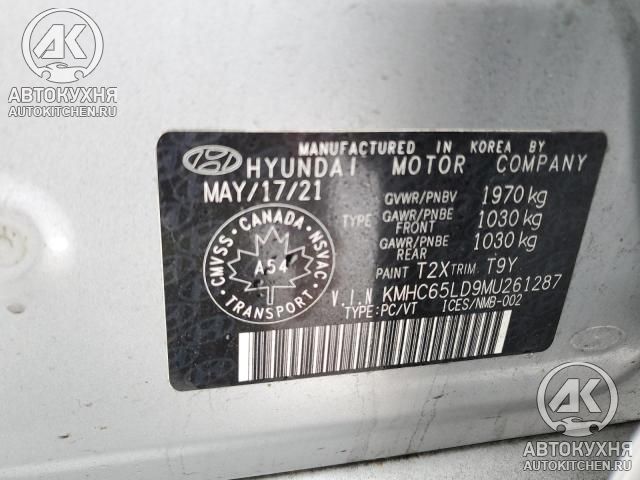 АВТОКУХНЯ
AUTOKITCHEN.RU
MANUFACTURED IN KOREA BY
HYUNDAI MOTOR COMPANY
MAY/17/21
GVWR/PNBV 1970 kg
TYPE GAWR/PNBE FRONT 1030 kg
GAWR/PNBE REAR 1030 kg
PAINT T2X TRIM T9Y
V.I.N KMHC65LD9MU261287
TYPE:PC/VT ICES/NMB-002
CMVSS · CANADA · NSVAC
A54
TRANSPORT
АК
АВТОКУХНЯ
AUTOKITCHEN.RU
АК